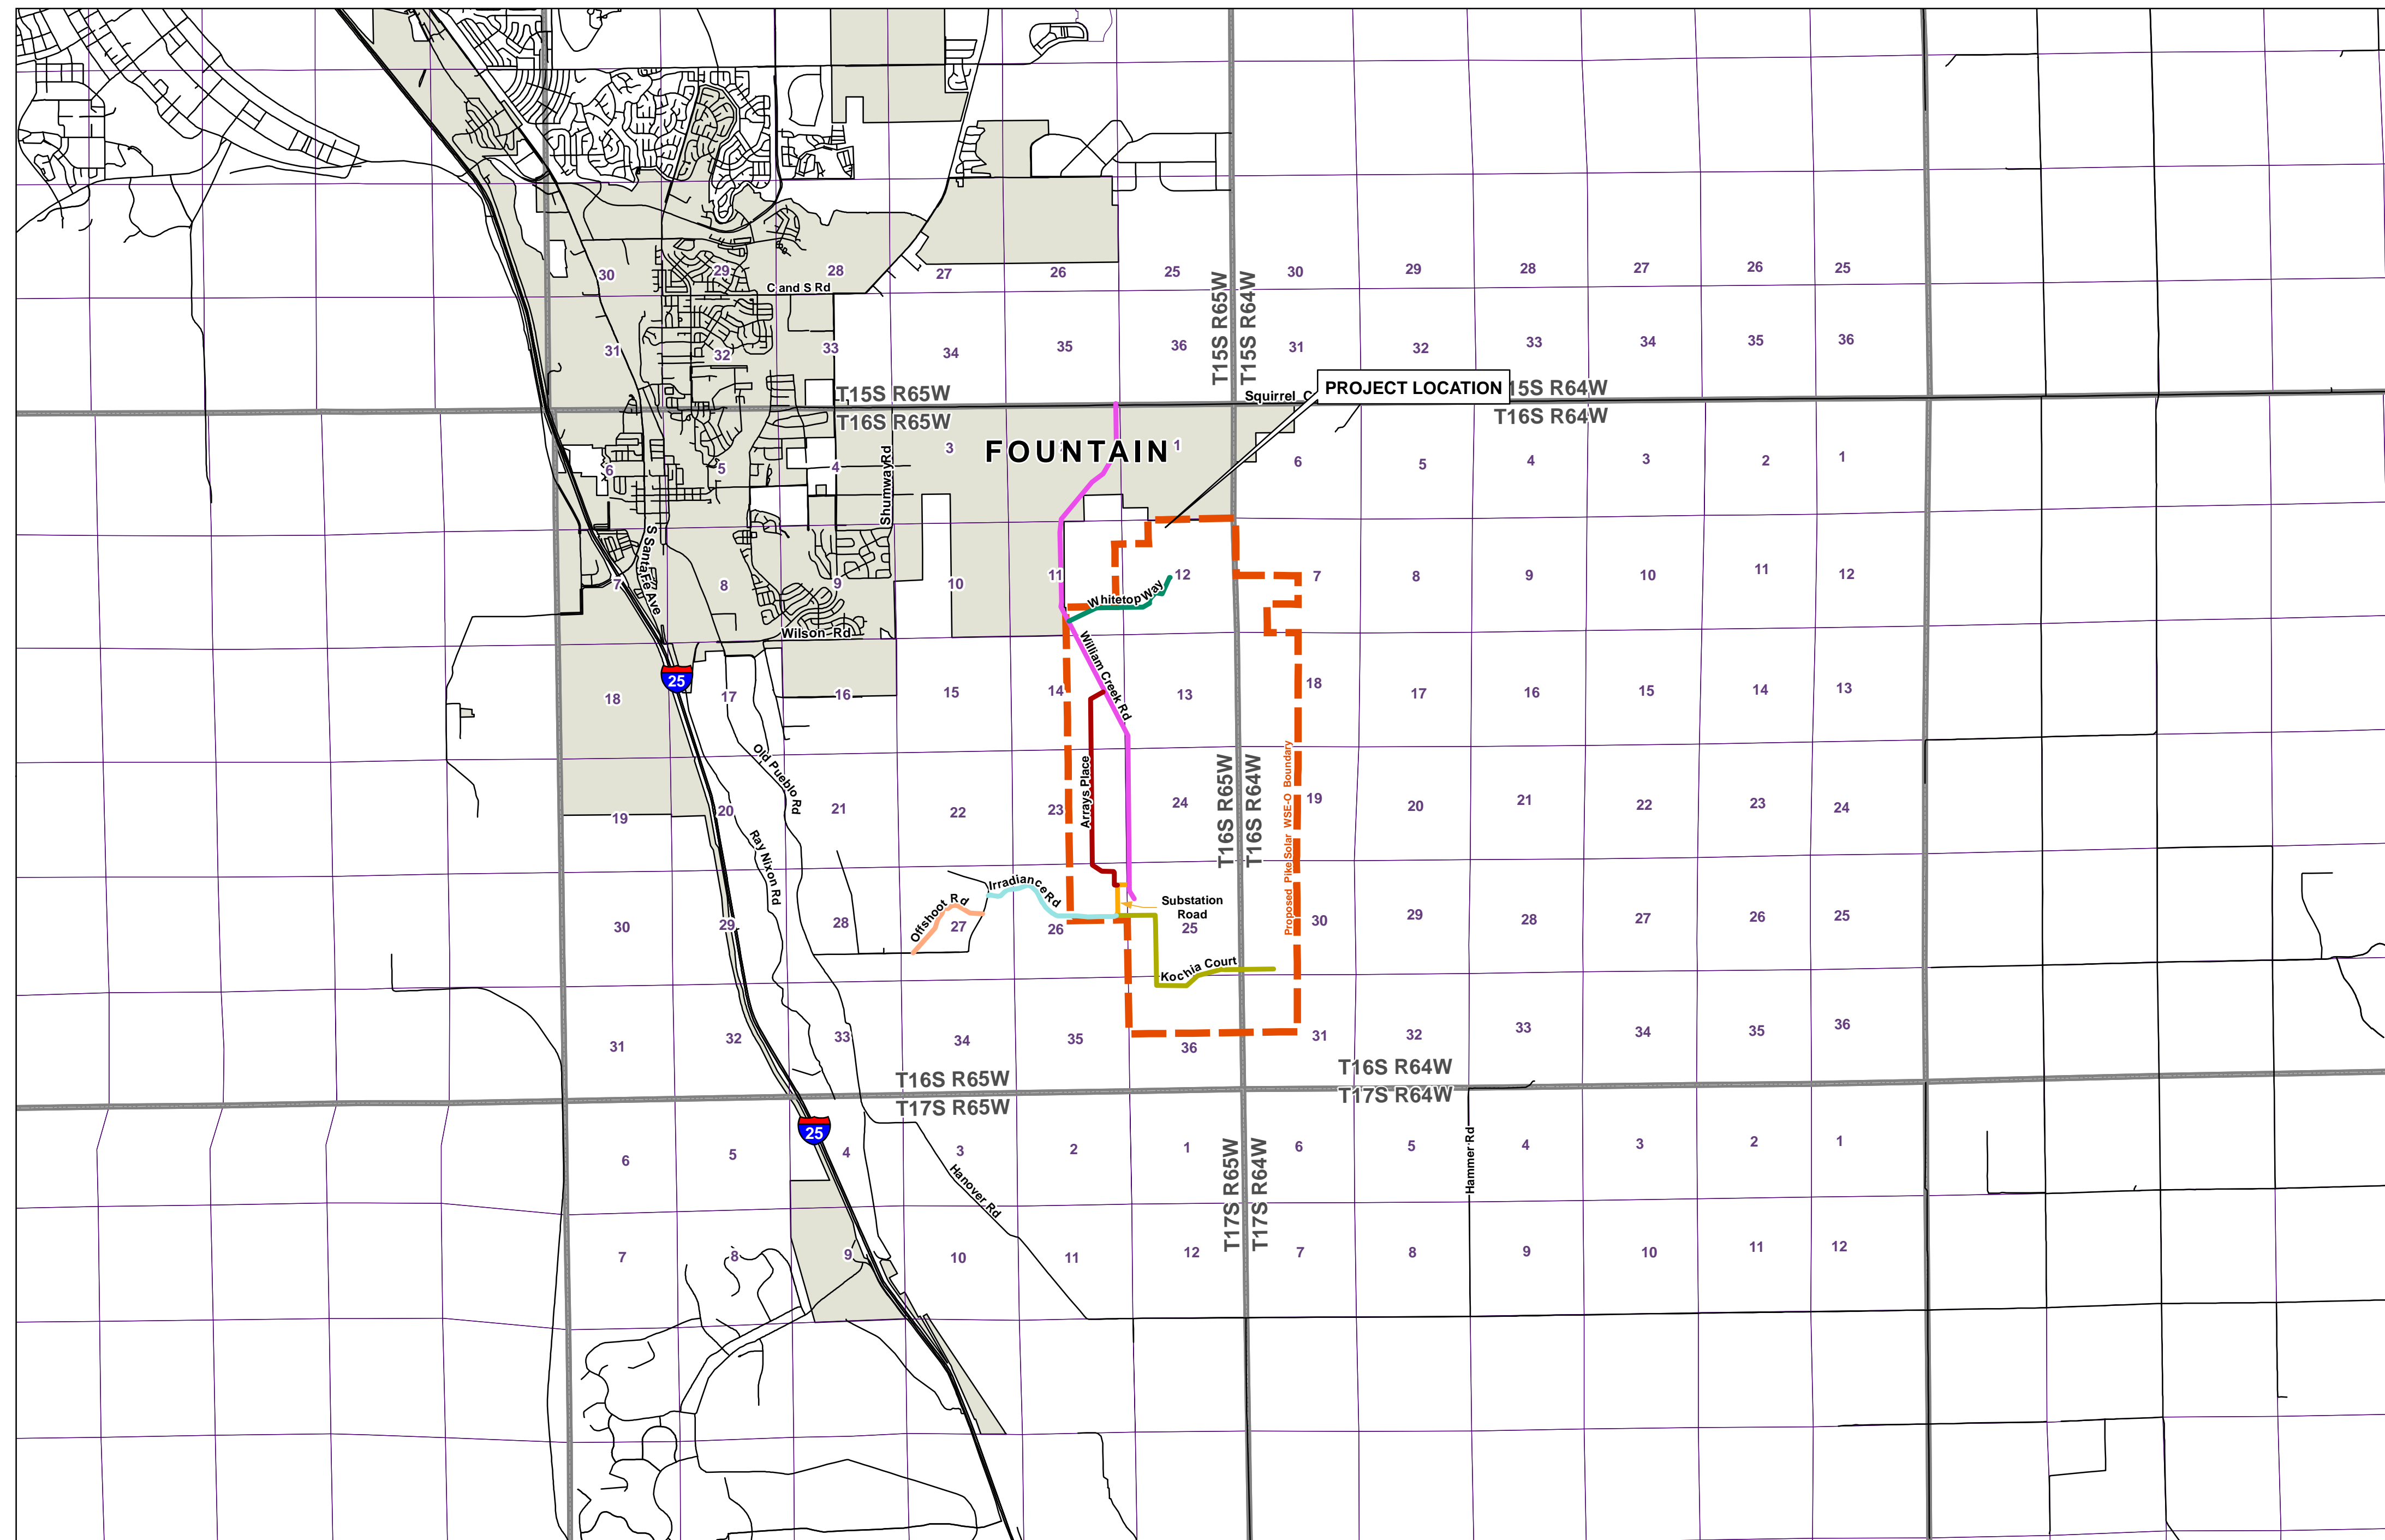 30 29 28 27 26 25 30 29 28 27 26 25
C and S Rd
T15S R65W
T15S R64W
31 32 33 34 35 36 31 32 33 34 35 36
PROJECT LOCATION
T15S R65W
15S R64W
Squirrel C
T16S R65W
T16S R64W
FOUNTAIN
6 5 4 3 1 6 5 4 3 2 1
Shumway Rd
S Santa Fe Ave
7 8 9 10 11 12 7 8 9 10 11 12
Whitetop Way
Wilson Rd
William Creek Rd
25
18 17 16 15 14 13 18 17 16 15 14 13
Old Pueblo Rd
Arrays Place
T16S R65W
T16S R64W
Proposed Pike Solar WSE-O Boundary
19 20 21 22 23 24 19 20 21 22 23 24
Ray Nixon Rd
Irradiance Rd
Offshoot Rd
Substation
Road
30 29 28 27 26 25 30 29 28 27 26 25
Kochia Court
31 32 33 34 35 36 31 32 33 34 35 36
T16S R65W
T16S R64W
T17S R65W
T17S R64W
25
6 5 4 3 2 1 6 5 4 3 2 1
Hanover Rd
T17S R65W
T17S R64W
Hammer Rd
7 8 9 10 11 12 7 8 9 10 11 12